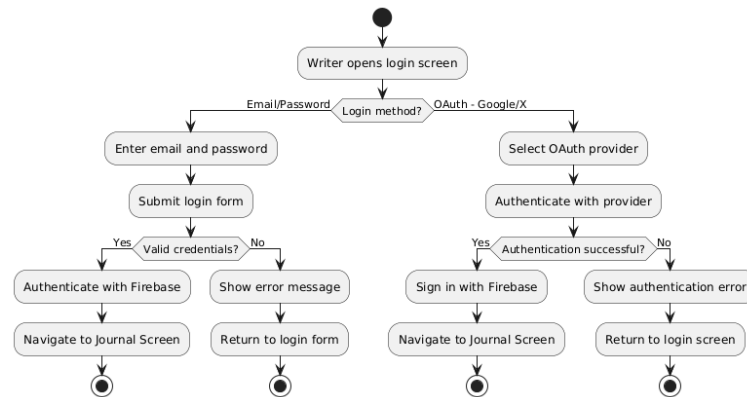 Writer opens login screen
Email/Password
Login method?
OAuth - Google/X
Enter email and password
Select OAuth provider
Submit login form
Authenticate with provider
Yes
Valid credentials?
No
Yes
Authentication successful?
No
Authenticate with Firebase
Show error message
Sign in with Firebase
Show authentication error
Navigate to Journal Screen
Return to login form
Navigate to Journal Screen
Return to login screen